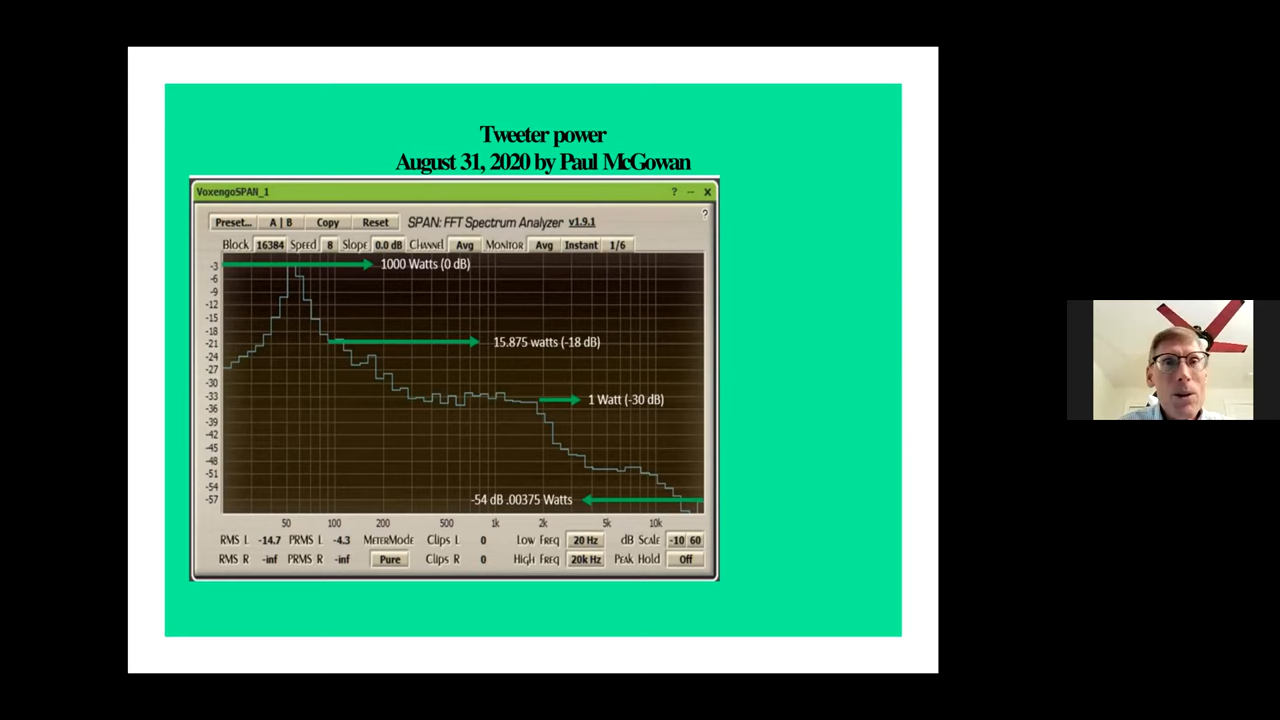 Tweeter power
August 31, 2020 by Paul McGowan
VoxengoSPAN_1 ? -- X
?
Preset... A | B Copy Reset SPAN: FFT Spectrum Analyzer v1.9.1
Block 16384 Speed 8 Slope 0.0 dB Channel Avg Monitor Avg Instant 1/6
-3
-6
-9
-12
-15
-18
-21
-24
-27
-30
-33
-36
-39
-42
-45
-48
-51
-54
-57
1000 Watts (0 dB)
15.875 watts (-18 dB)
1 Watt (-30 dB)
-54 dB .00375 Watts
50 100 200 500 1k 2k 5k 10k
RMS L -14.7 PRMS L -4.3 MeterMode Clips L 0 Low Freq 20 Hz dB Scale -10 60
RMS R -inf PRMS R -inf Pure Clips R 0 High Freq 20k Hz Peak Hold Off